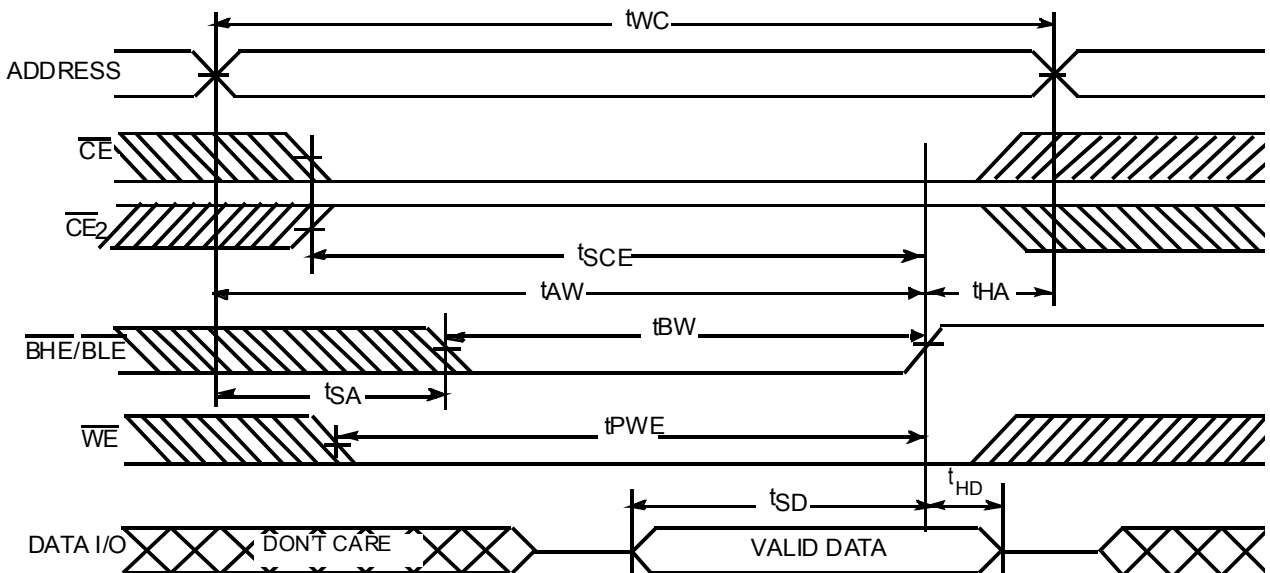 tWC
ADDRESS
CE
CE2
tSCE
tAW
tHA
BHE/BLE
tBW
tSA
WE
tPWE
tSD
tHD
DATA I/O
DON'T CARE
VALID DATA